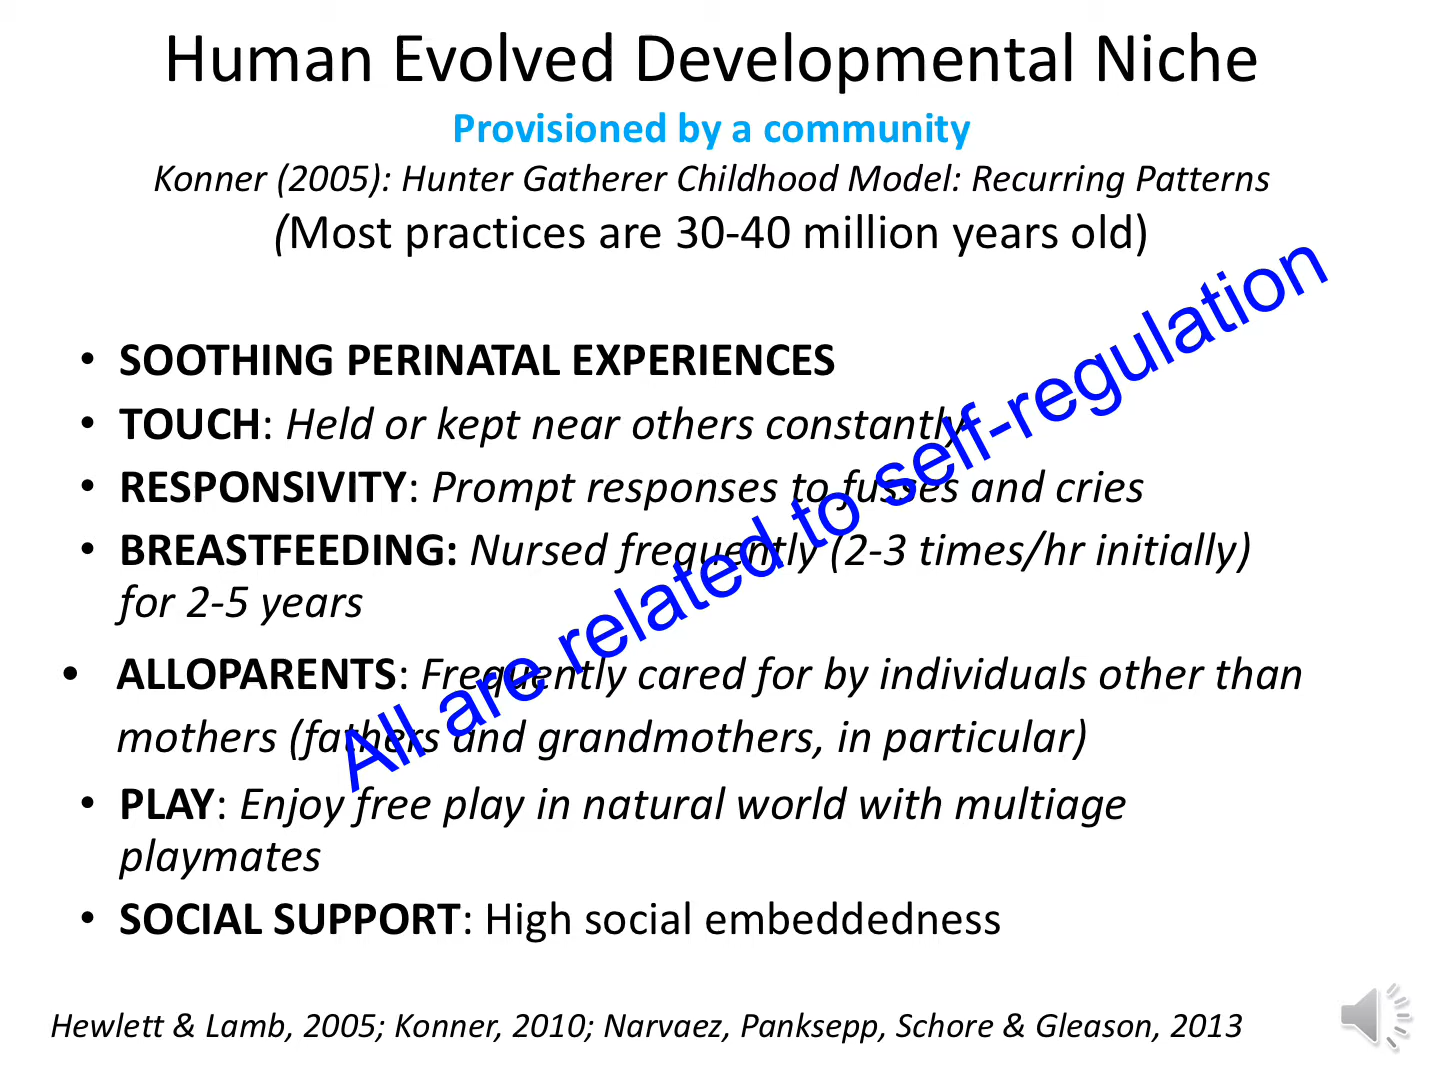 Human Evolved Developmental Niche
Provisioned by a community
Konner (2005): Hunter Gatherer Childhood Model: Recurring Patterns
(Most practices are 30-40 million years old)
• SOOTHING PERINATAL EXPERIENCES
• TOUCH: Held or kept near others constantly
• RESPONSIVITY: Prompt responses to fusses and cries
• BREASTFEEDING: Nursed frequently (2-3 times/hr initially)
for 2-5 years
• ALLOPARENTS: Frequently cared for by individuals other than
mothers (fathers and grandmothers, in particular)
• PLAY: Enjoy free play in natural world with multiage
playmates
• SOCIAL SUPPORT: High social embeddedness
All are related to self-regulation
Hewlett & Lamb, 2005; Konner, 2010; Narvaez, Panksepp, Schore & Gleason, 2013